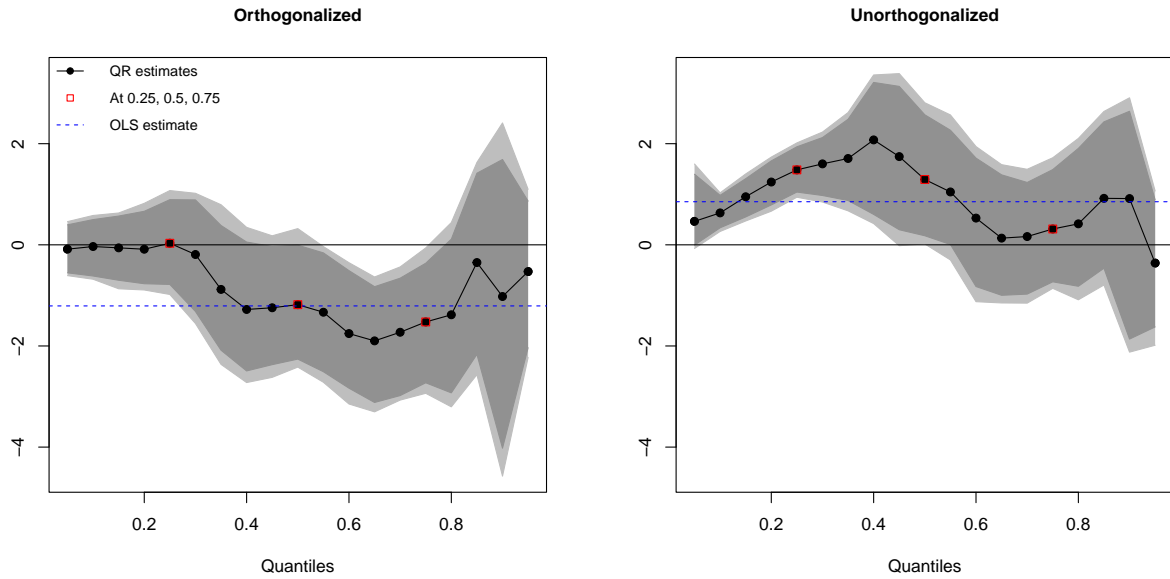 Orthogonalized
QR estimates
At 0.25, 0.5, 0.75
OLS estimate
2
0
−2
−4
0.2 0.4 0.6 0.8
Quantiles
Unorthogonalized
2
0
−2
−4
0.2 0.4 0.6 0.8
Quantiles